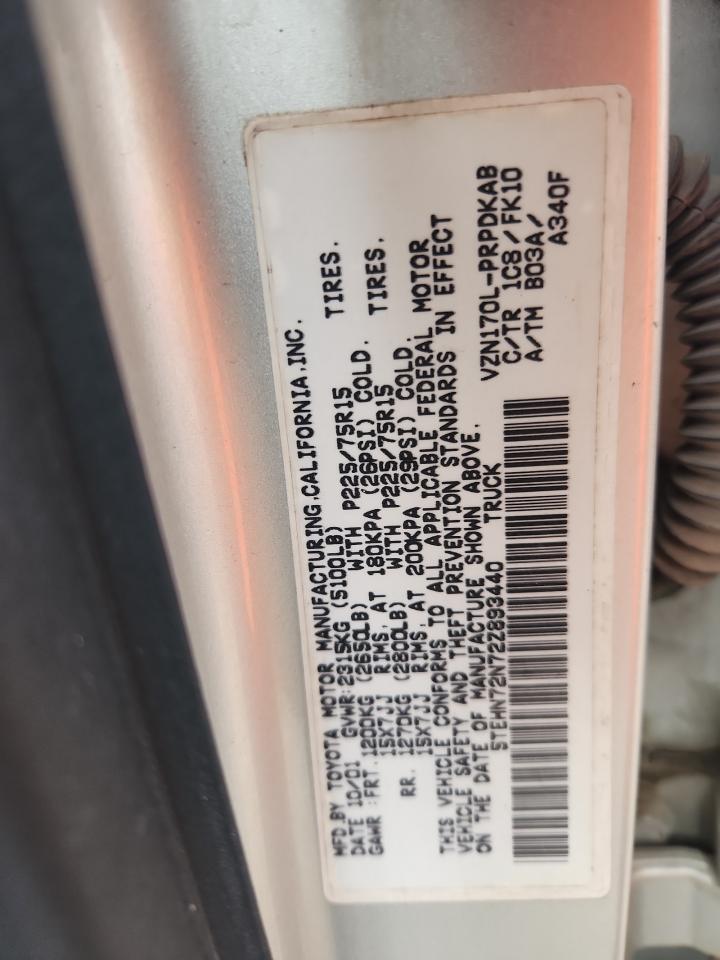 MFD.BY TOYOTA MOTOR MANUFACTURING,CALIFORNIA,INC.
DATE 10/01 GVWR:2315KG (5100LB)
GAWR :FRT.1200KG (2650LB) WITH P225/75R15 TIRES.
15X7JJ RIMS, AT 180KPA (26PSI) COLD.
RR. 1270KG (2800LB) WITH P225/75R15 TIRES.
15X7JJ RIMS, AT 200KPA (29PSI) COLD.
THIS VEHICLE CONFORMS TO ALL APPLICABLE FEDERAL MOTOR
VEHICLE SAFETY AND THEFT PREVENTION STANDARDS IN EFFECT
ON THE DATE OF MANUFACTURE SHOWN ABOVE.
5TEHN72N72Z893440 TRUCK
VZN170L-PRPDKAB
C/TR 1C8/FK10
A/TM B03A/
A340F